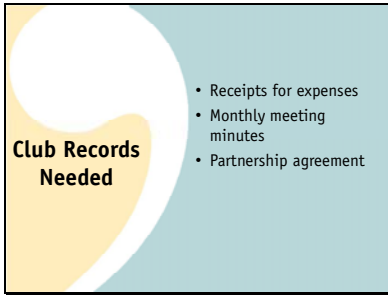 Club Records
Needed
• Receipts for expenses
• Monthly meeting
minutes
• Partnership agreement